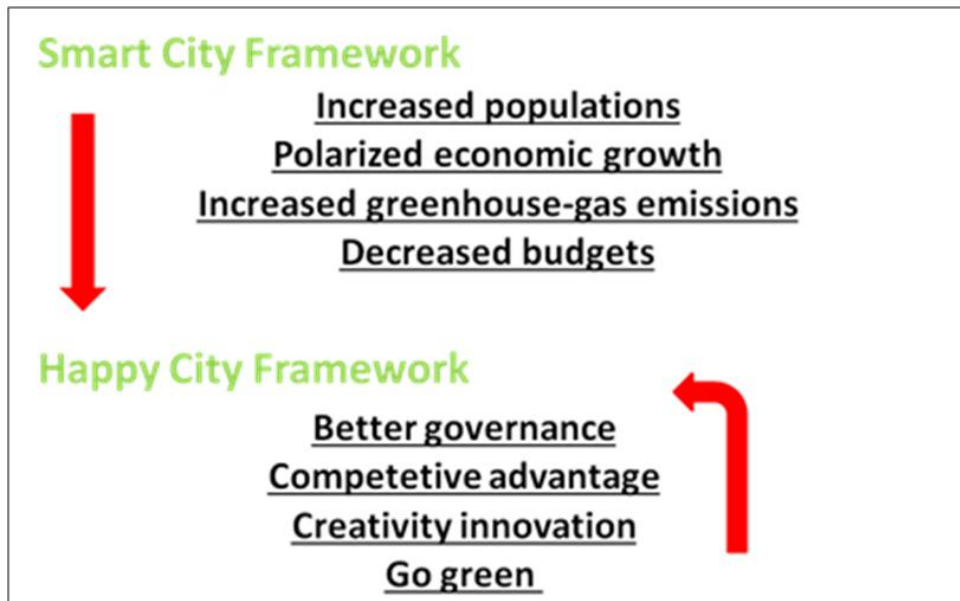 Smart City Framework
Increased populations
Polarized economic growth
Increased greenhouse-gas emissions
Decreased budgets
Happy City Framework
Better governance
Competetive advantage
Creativity innovation
Go green